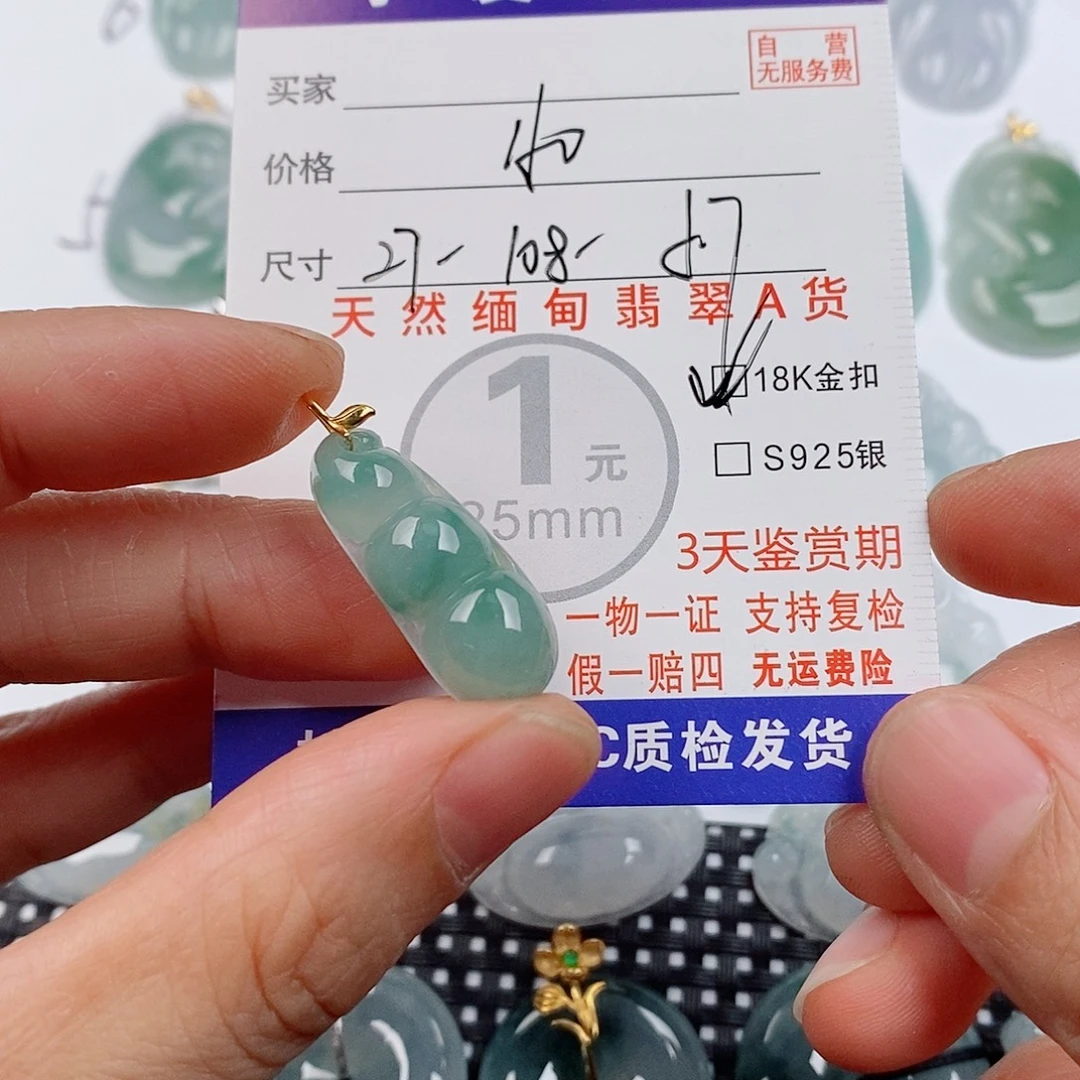 自 营
无服务费
买家
价格
尺寸 27- 108-
天然缅甸翡翠A货
18K金扣
1元
S925银
25mm
3天鉴赏期
一物一证 支持复检
假一赔四 无运费险
C质检发货